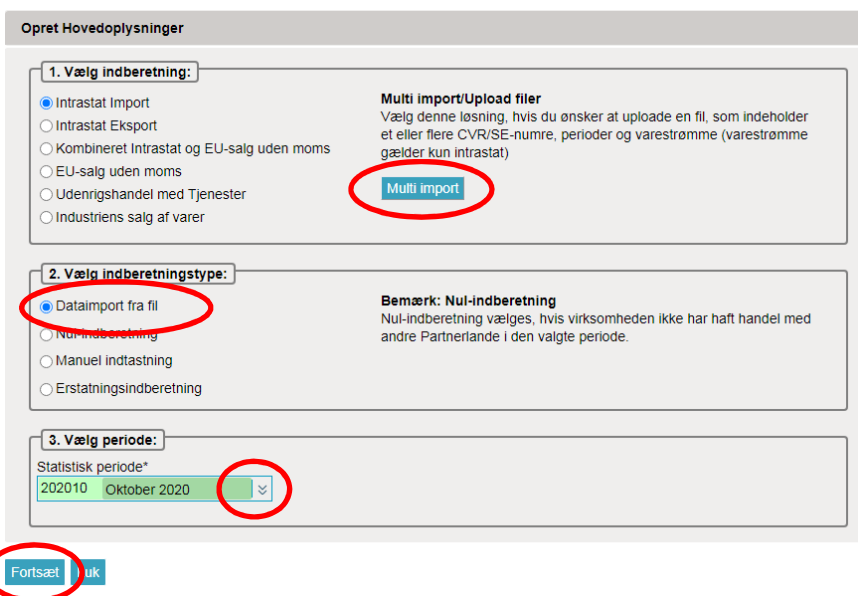 Opret Hovedoplysninger
1. Vælg indberetning:
Intrastat Import
Intrastat Eksport
Kombineret Intrastat og EU-salg uden moms
EU-salg uden moms
Udenrigshandel med Tjenester
Industriens salg af varer
Multi import/Upload filer
Vælg denne løsning, hvis du ønsker at uploade en fil, som indeholder
et eller flere CVR/SE-numre, perioder og varestrømme (varestrømme
gælder kun intrastat)
Multi import
2. Vælg indberetningstype:
Dataimport fra fil
Nul-indberetning
Manuel indtastning
Erstatningsindberetning
Bemærk: Nul-indberetning
Nul-indberetning vælges, hvis virksomheden ikke har haft handel med
andre Partnerlande i den valgte periode.
3. Vælg periode:
Statistisk periode*
202010 Oktober 2020
Fortsæt